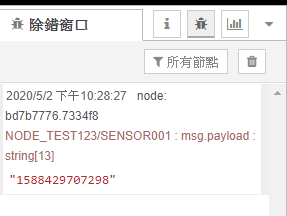 除錯窗口
所有節點
2020/5/2 下午10:28:27 node:
bd7b7776.7334f8
NODE_TEST123/SENSOR001 : msg.payload :
string[13]
"1588429707298"